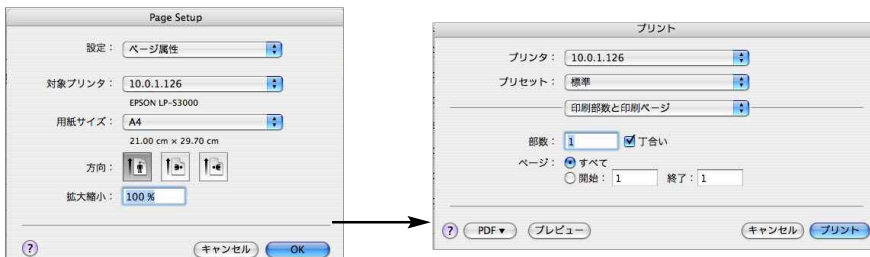 Page Setup
設定： ページ属性
対象プリンタ： 10.0.1.126
EPSON LP-S3000
用紙サイズ： A4
21.00 cm × 29.70 cm
方向：
拡大縮小： 100 %
? キャンセル OK
プリント
プリンタ： 10.0.1.126
プリセット： 標準
印刷部数と印刷ページ
部数： 1 丁合い
ページ： すべて
開始： 1 終了： 1
? PDF▼ プレビュー キャンセル プリント